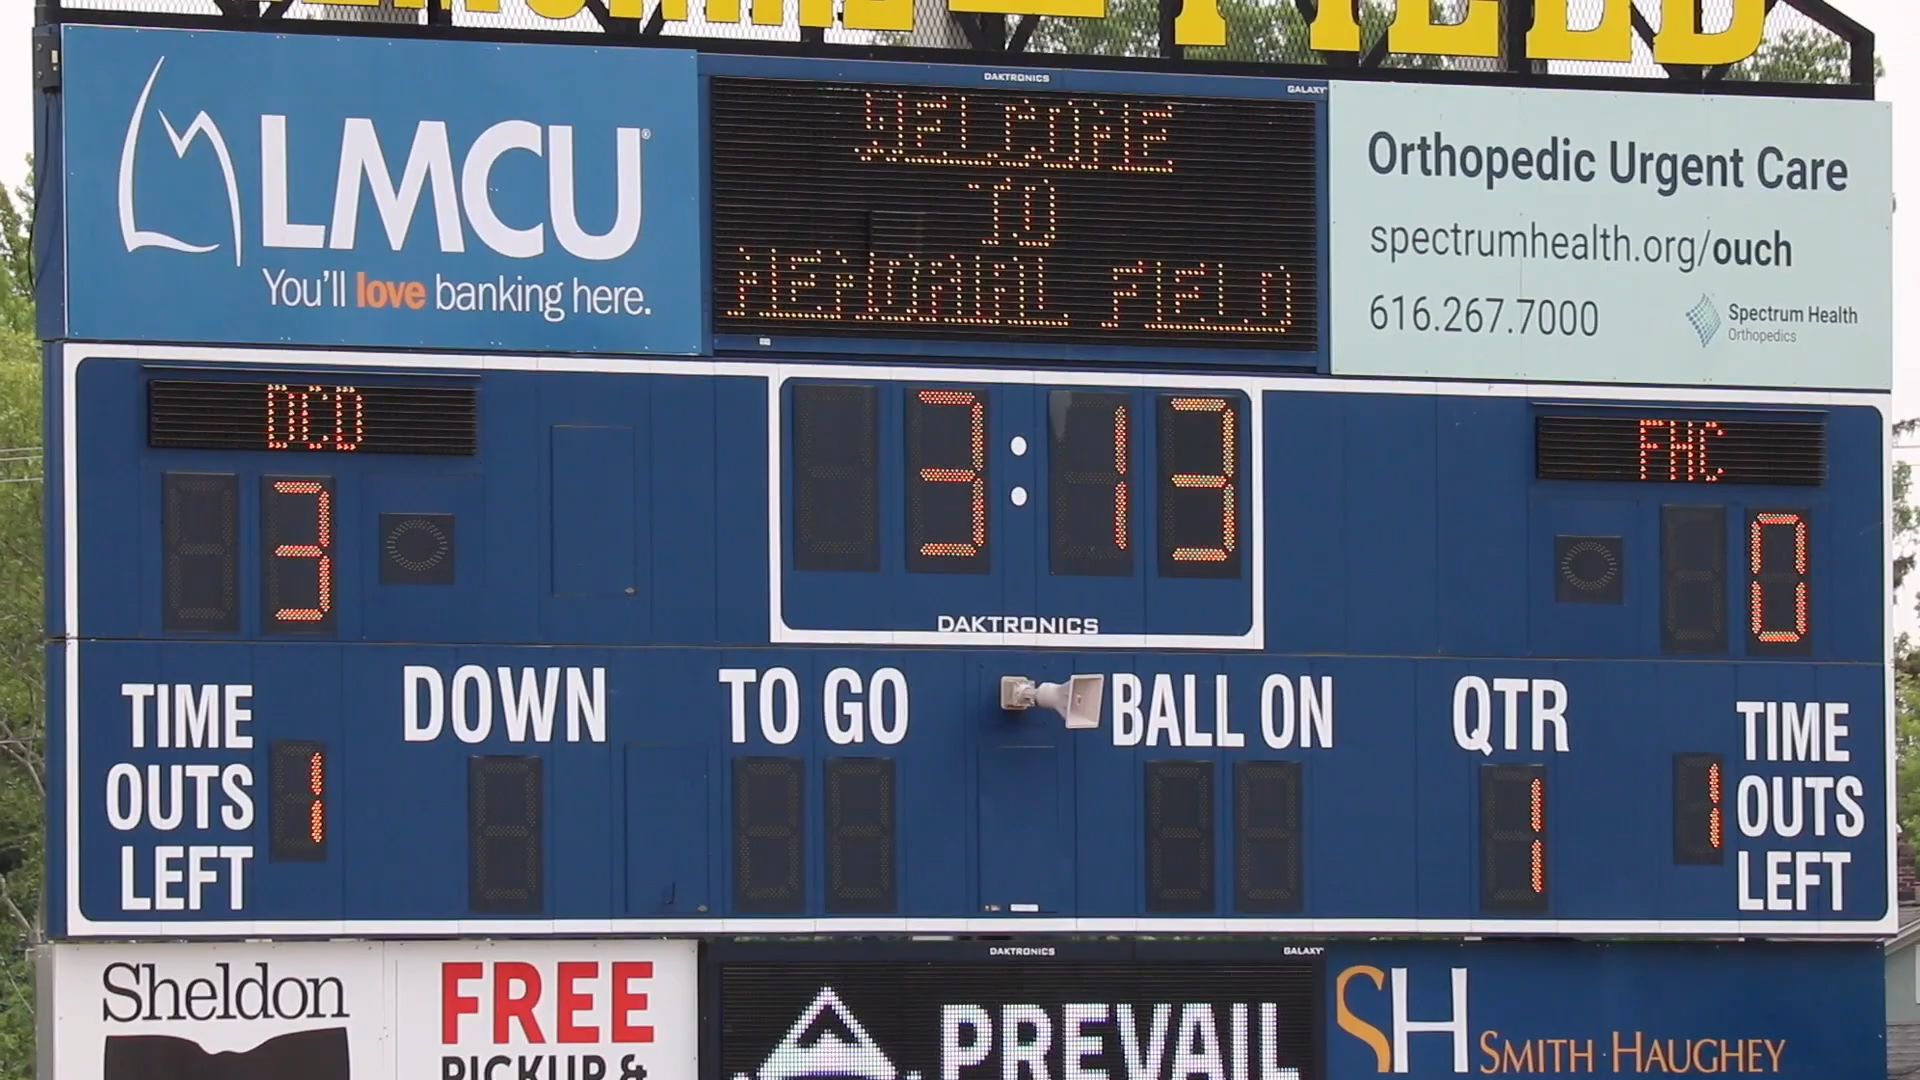 FIELD
LMCU®
You'll love banking here.
DAKTRONICS
GALAXY
WELCOME
TO
MEMORIAL FIELD
Orthopedic Urgent Care
spectrumhealth.org/ouch
616.267.7000
Spectrum Health
Orthopedics
DCD
3:13
FHC
3
0
DAKTRONICS
TIME OUTS LEFT
1
DOWN
TO GO
BALL ON
QTR
1
1
TIME OUTS LEFT
Sheldon
FREE
PICKUP &
DAKTRONICS
GALAXY
PREVAIL
SH SMITH HAUGHEY